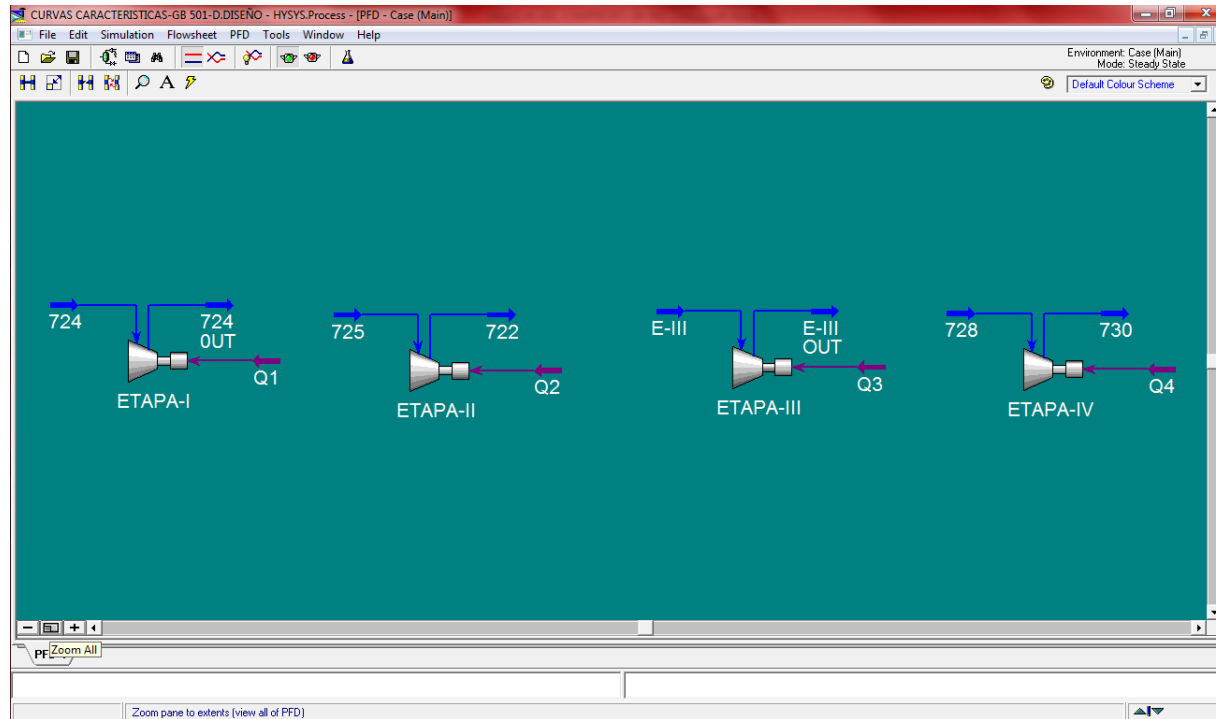 CURVAS CARACTERISTICAS-GB 501-D.DISEÑO - HYSYS.Process - [PFD - Case (Main)]
File Edit Simulation Flowsheet PFD Tools Window Help
Environment: Case (Main)
Mode: Steady State
A
Default Colour Scheme
724
724
0UT
Q1
ETAPA-I
725
722
Q2
ETAPA-II
E-III
E-III
OUT
Q3
ETAPA-III
728
730
Q4
ETAPA-IV
Zoom All
Zoom pane to extents (view all of PFD)